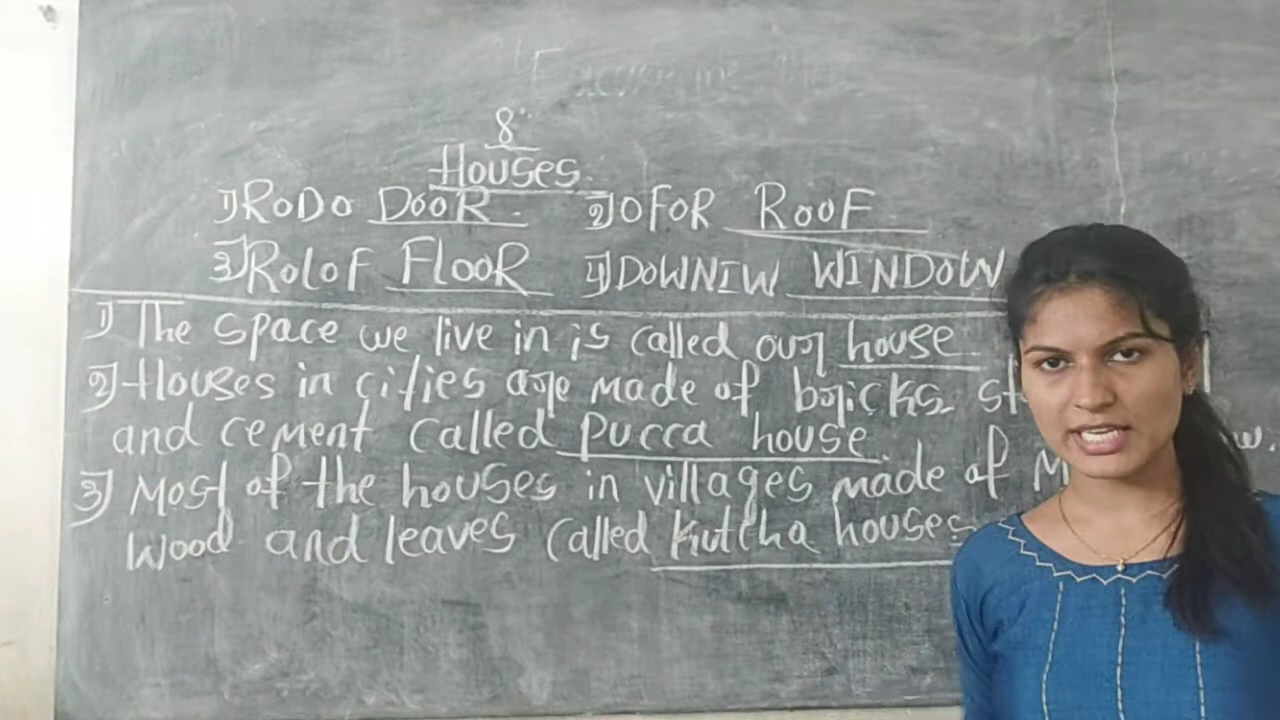 8
Houses.
1) RoDo DooR. 2) OFOR RooF
3) RoloF FlooR 4) DoWNIW WINDoW
1) The space we live in is called our house.
2) Houses in cities are made of bricks
and cement called pucca house.
3) Most of the houses in villages made of
wood and leaves called kutcha houses